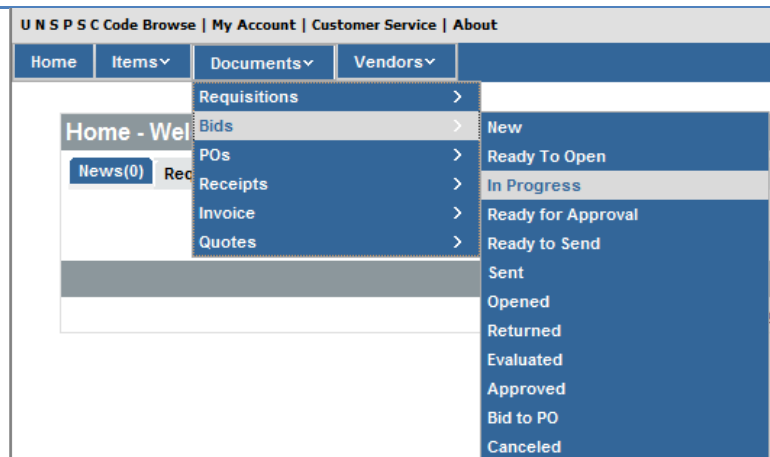 U N S P S C Code Browse | My Account | Customer Service | About
Home Items Documents Vendors
Requisitions
Home - Wel
Bids
New
POs
Ready To Open
News(0)
Receipts
In Progress
Invoice
Ready for Approval
Quotes
Ready to Send
Sent
Opened
Returned
Evaluated
Approved
Bid to PO
Canceled